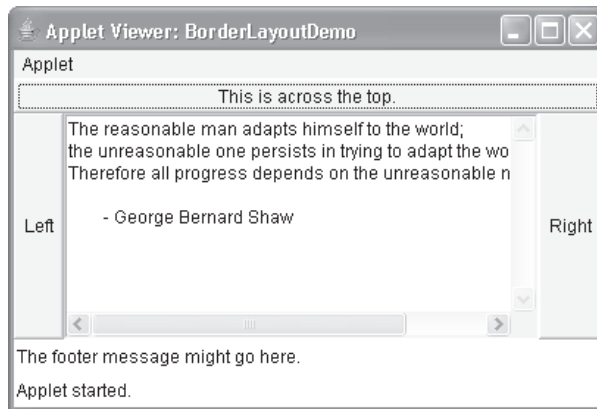 Applet Viewer: BorderLayoutDemo
Applet
This is across the top.
Left
The reasonable man adapts himself to the world;
the unreasonable one persists in trying to adapt the wo
Therefore all progress depends on the unreasonable
- George Bernard Shaw
Right
The footer message might go here.
Applet started.